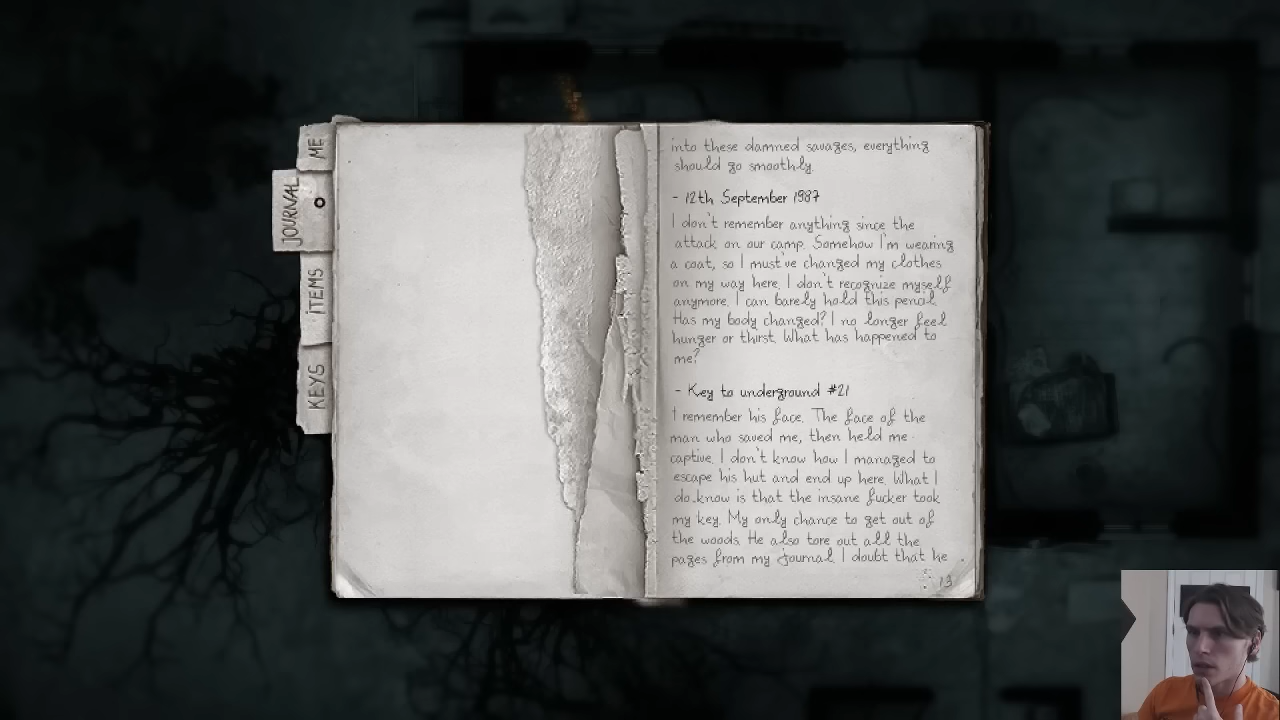 ME
JOURNAL
ITEMS
KEYS
into these damned savages, everything
should go smoothly.
- 12th September 1987
I don't remember anything since the
attack on our camp. Somehow I'm wearing
a coat, so I must've changed my clothes
on my way here. I don't recognize myself
anymore. I can barely hold this pencil.
Has my body changed? I no longer feel
hunger or thirst. What has happened to
me?
- Key to underground #21
I remember his face. The face of the
man who saved me, then held me
captive. I don't know how I managed to
escape his hut and end up here. What I
do know is that the insane fucker took
my key. My only chance to get out of
the woods. He also tore out all the
pages from my journal. I doubt that he
13